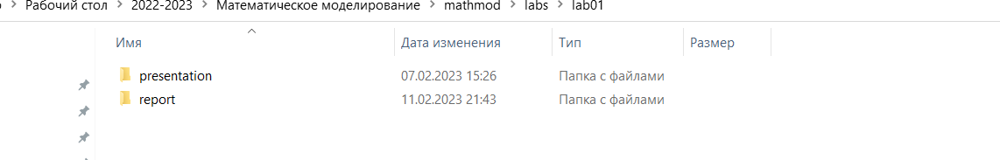 Рабочий стол > 2022-2023 > Математическое моделирование > mathmod > labs > lab01
Имя Дата изменения Тип Размер
presentation 07.02.2023 15:26 Папка с файлами
report 11.02.2023 21:43 Папка с файлами